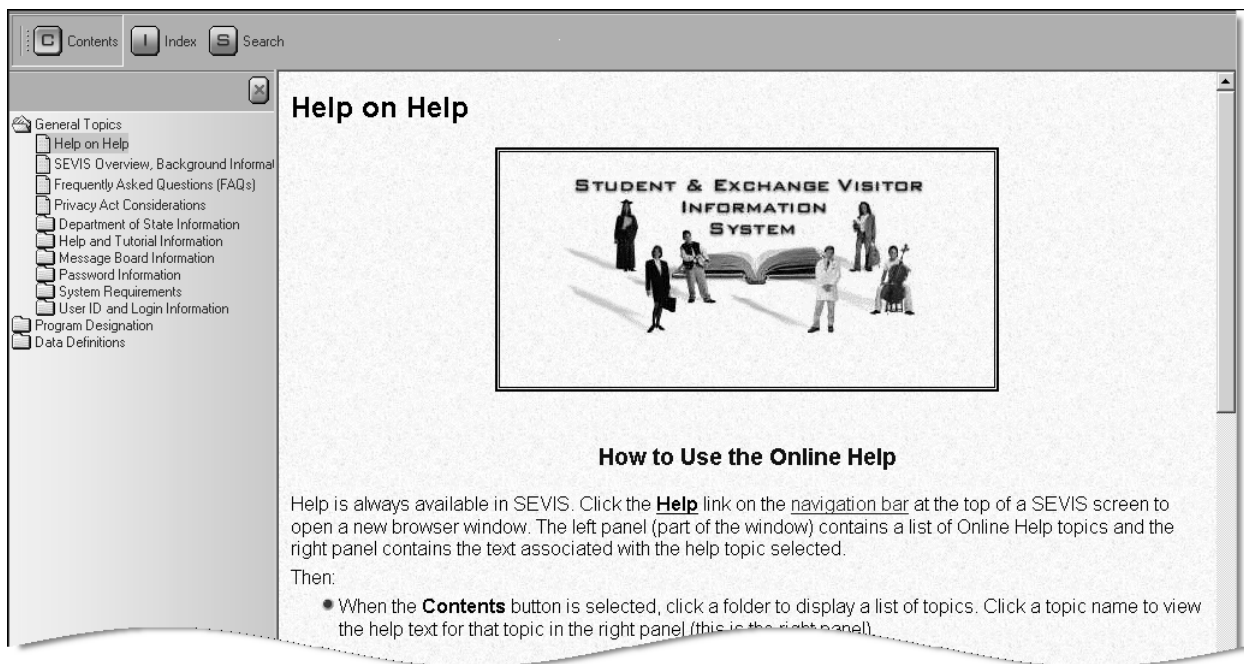 C Contents I Index S Search
General Topics
Help on Help
SEVIS Overview, Background Informat
Frequently Asked Questions (FAQs)
Privacy Act Considerations
Department of State Information
Help and Tutorial Information
Message Board Information
Password Information
System Requirements
User ID and Login Information
Program Designation
Data Definitions
Help on Help
STUDENT & EXCHANGE VISITOR
INFORMATION
SYSTEM
How to Use the Online Help
Help is always available in SEVIS. Click the Help link on the navigation bar at the top of a SEVIS screen to
open a new browser window. The left panel (part of the window) contains a list of Online Help topics and the
right panel contains the text associated with the help topic selected.
Then:
When the Contents button is selected, click a folder to display a list of topics. Click a topic name to view
the help text for that topic in the right panel (this is the right panel).